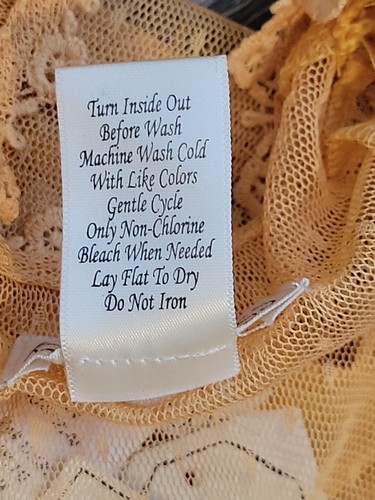 Turn Inside Out
Before Wash
Machine Wash Cold
With Like Colors
Gentle Cycle
Only Non-Chlorine
Bleach When Needed
Lay Flat To Dry
Do Not Iron